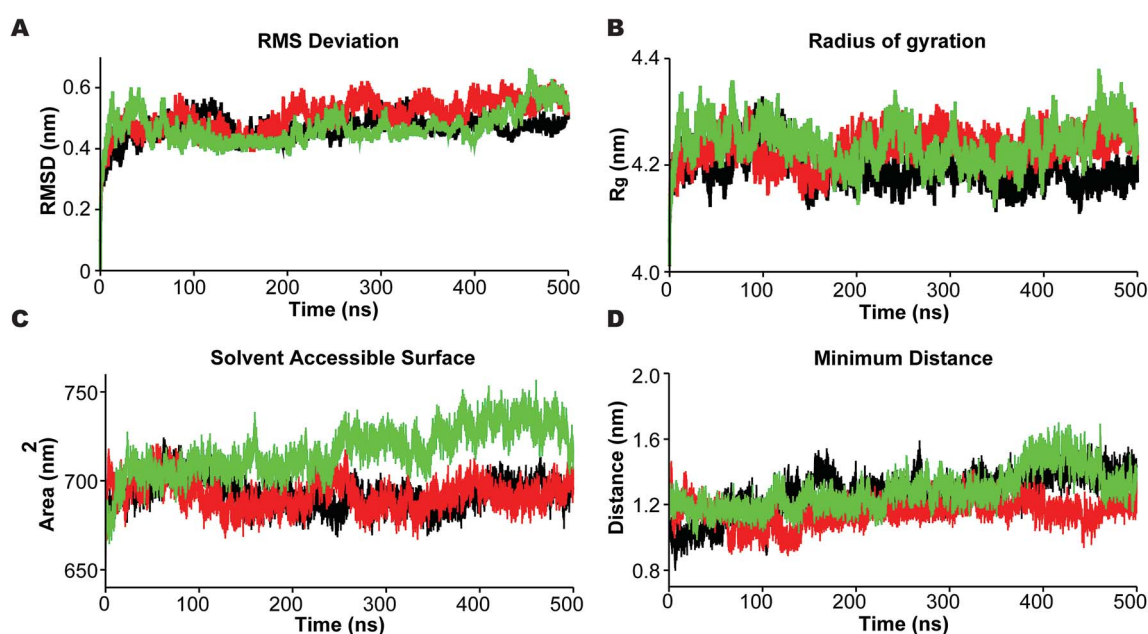 A
RMS Deviation
RMSD (nm)
0.6
0.4
0.2
0
100
200
300
400
500
Time (ns)
B
Radius of gyration
Rg (nm)
4.4
4.2
4.0
0
100
200
300
400
500
Time (ns)
C
Solvent Accessible Surface
Area (nm)
2
750
700
650
0
100
200
300
400
500
Time (ns)
D
Minimum Distance
Distance (nm)
2.0
1.6
1.2
0.8
0
100
200
300
400
500
Time (ns)